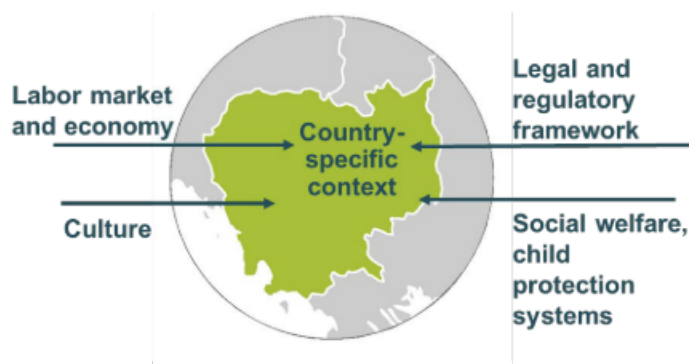 Labor market
and economy
Culture
Country-
specific
context
Legal and
regulatory
framework
Social welfare,
child
protection
systems